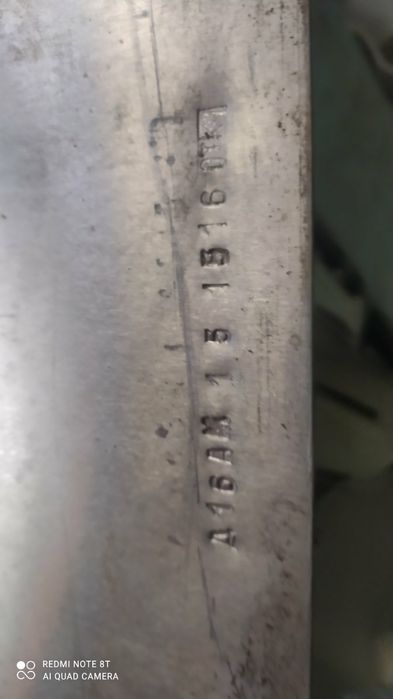 Д16АМ 1 5 1516
REDMI NOTE 8T
AI QUAD CAMERA